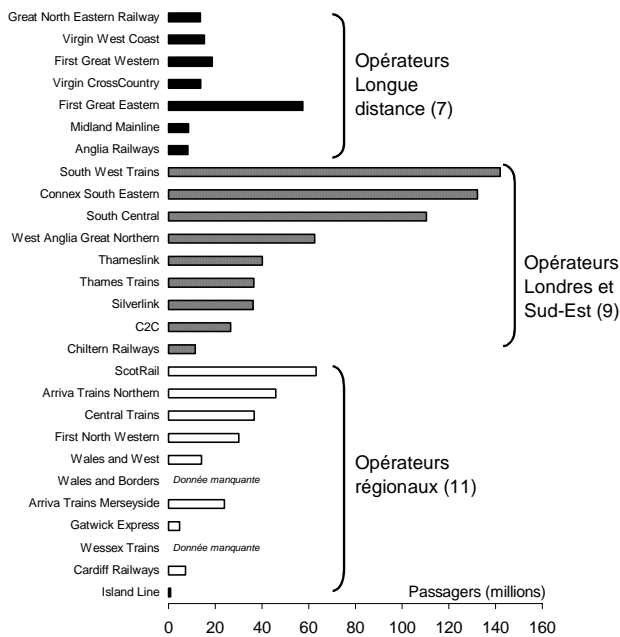 Great North Eastern Railway
Virgin West Coast
First Great Western
Virgin CrossCountry
First Great Eastern
Midland Mainline
Anglia Railways
Opérateurs
Longue
distance (7)
South West Trains
Connex South Eastern
South Central
West Anglia Great Northern
Thameslink
Thames Trains
Silverlink
C2C
Chiltern Railways
Opérateurs
Londres et
Sud-Est (9)
ScotRail
Arriva Trains Northern
Central Trains
First North Western
Wales and West
Wales and Borders Donnée manquante
Arriva Trains Merseyside
Gatwick Express
Wessex Trains Donnée manquante
Cardiff Railways
Island Line
Opérateurs
régionaux (11)
Passagers (millions)
0 20 40 60 80 100 120 140 160